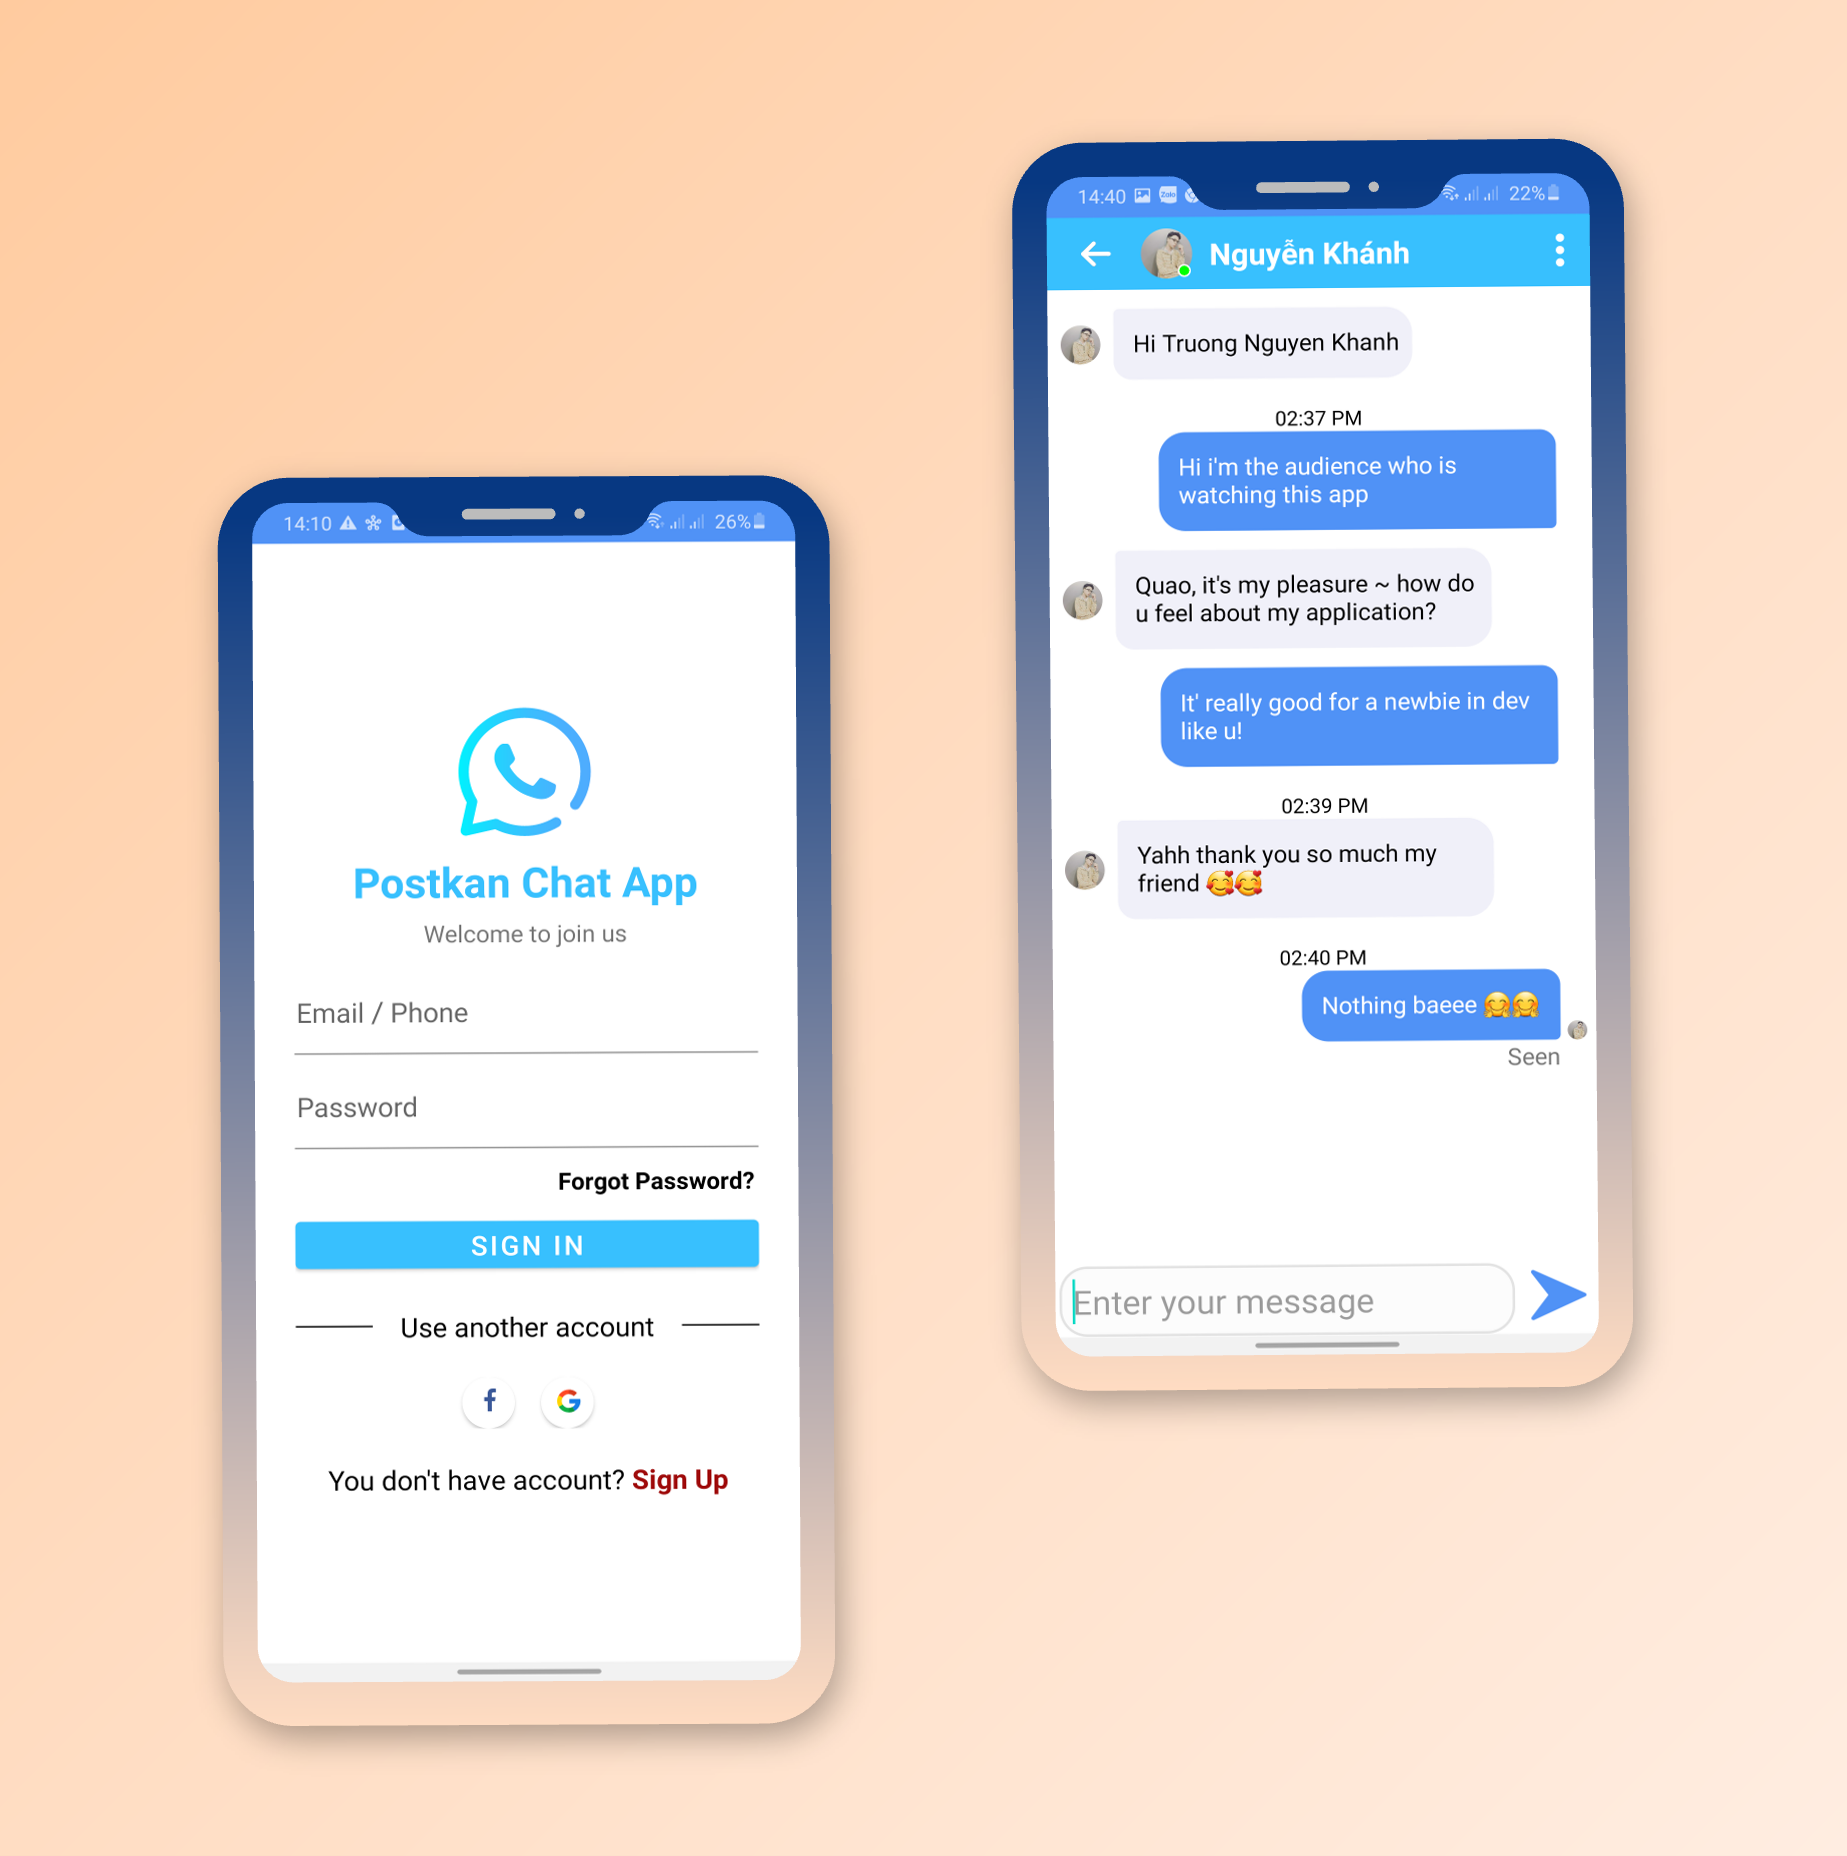 14:10
26%
Postkan Chat App
Welcome to join us
Email / Phone
Password
Forgot Password?
SIGN IN
Use another account
f
G
You don't have account? Sign Up
14:40
Zalo
22%
Nguyễn Khánh
Hi Truong Nguyen Khanh
02:37 PM
Hi i'm the audience who is
watching this app
Quao, it's my pleasure ~ how do
u feel about my application?
It' really good for a newbie in dev
like u!
02:39 PM
Yahh thank you so much my
friend 🥰🥰
02:40 PM
Nothing baeee 🤗🤗
Seen
Enter your message